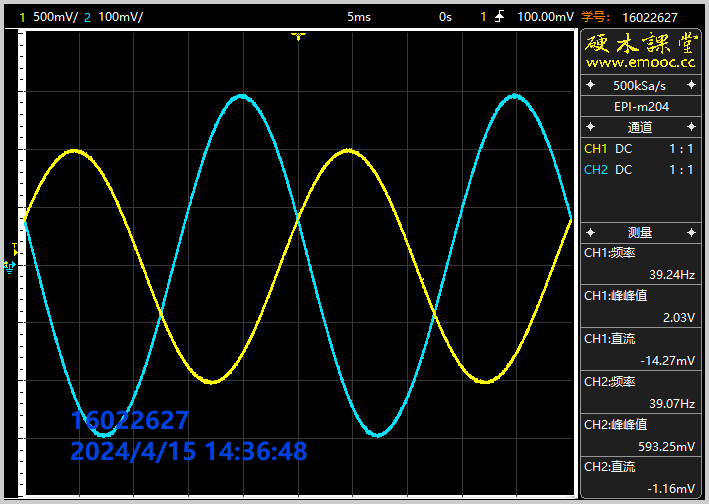 1 500mV/ 2 100mV/ 5ms 0s 1 100.00mV 学号: 16022627
硬木課堂
www.emooc.cc
500kSa/s
EPI-m204
通道
CH1 DC 1 : 1
CH2 DC 1 : 1
测量
CH1:频率
39.24Hz
CH1:峰峰值
2.03V
CH1:直流
-14.27mV
CH2:频率
39.07Hz
CH2:峰峰值
593.25mV
CH2:直流
-1.16mV
T
16022627
2024/4/15 14:36:48